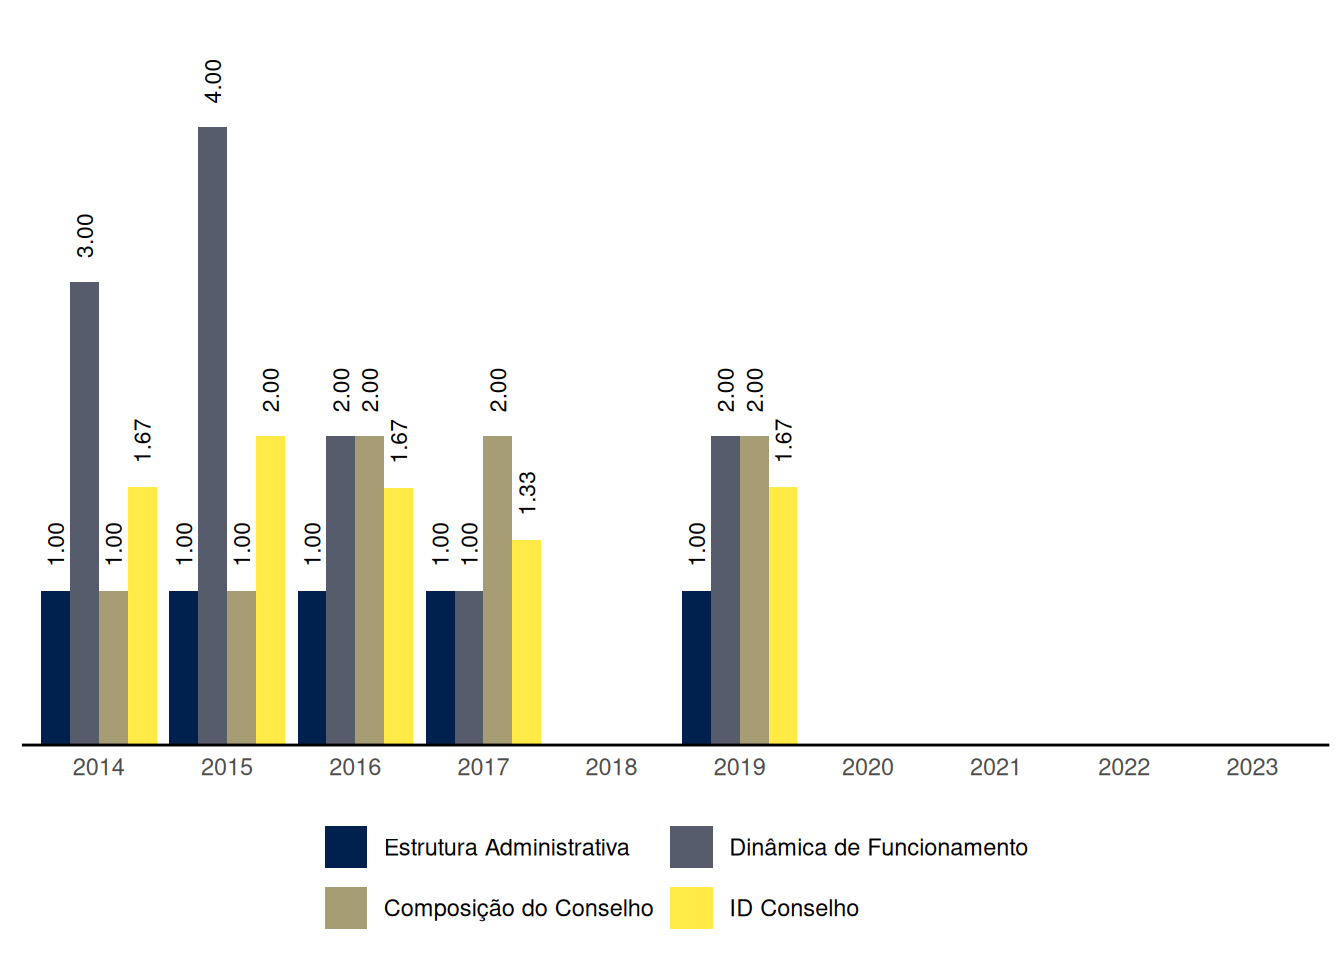 4.00
3.00
2.00 2.00 2.00 2.00 2.00 2.00
1.67 1.67 1.67
1.33
1.00 1.00 1.00 1.00 1.00 1.00 1.00 1.00
2014 2015 2016 2017 2018 2019 2020 2021 2022 2023
Estrutura Administrativa Dinâmica de Funcionamento
Composição do Conselho ID Conselho